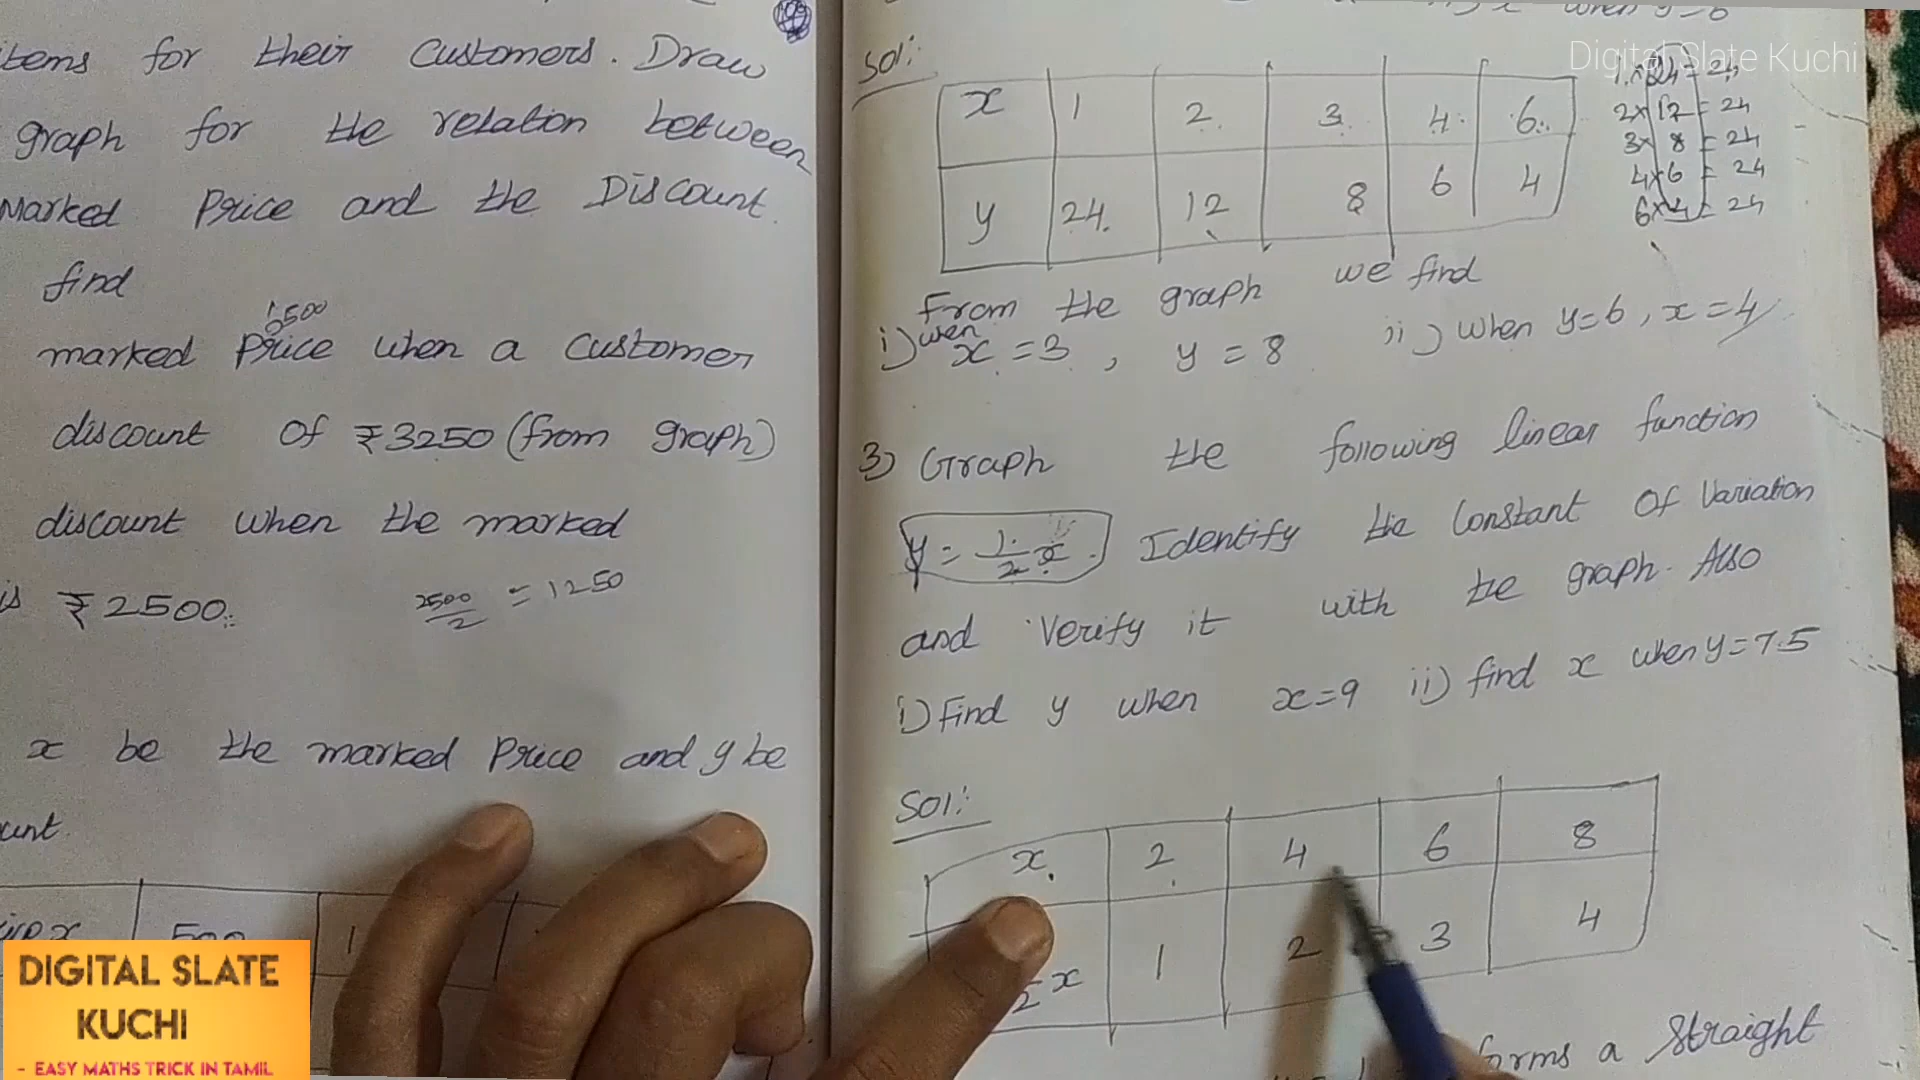 items for their Customers. Draw
graph for the relation between
Marked Price and the Discount.
find
1500
marked Price when a customer
discount of ₹3250 (from graph)
discount when the marked
is ₹2500.
2500/2 = 1250
x be the marked price and y be
500
when y=6
Digital Slate Kuchi
Sol:
x 1 2 3 4 6
y 24 12 8 6 4
2×12=24
3×8=24
4×6=24
6×4=24
From the graph we find
i) wen x=3, y=8 ii) when y=6, x=4
3) Graph the following linear function
y=1/2 x. Identify the constant of variation
and Verify it with the graph. Also
i) Find y when x=9 ii) find x when y=7.5
Sol:
x 2 4 6 8
x 1 2 3 4
forms a straight
DIGITAL SLATE
KUCHI
- EASY MATHS TRICK IN TAMIL